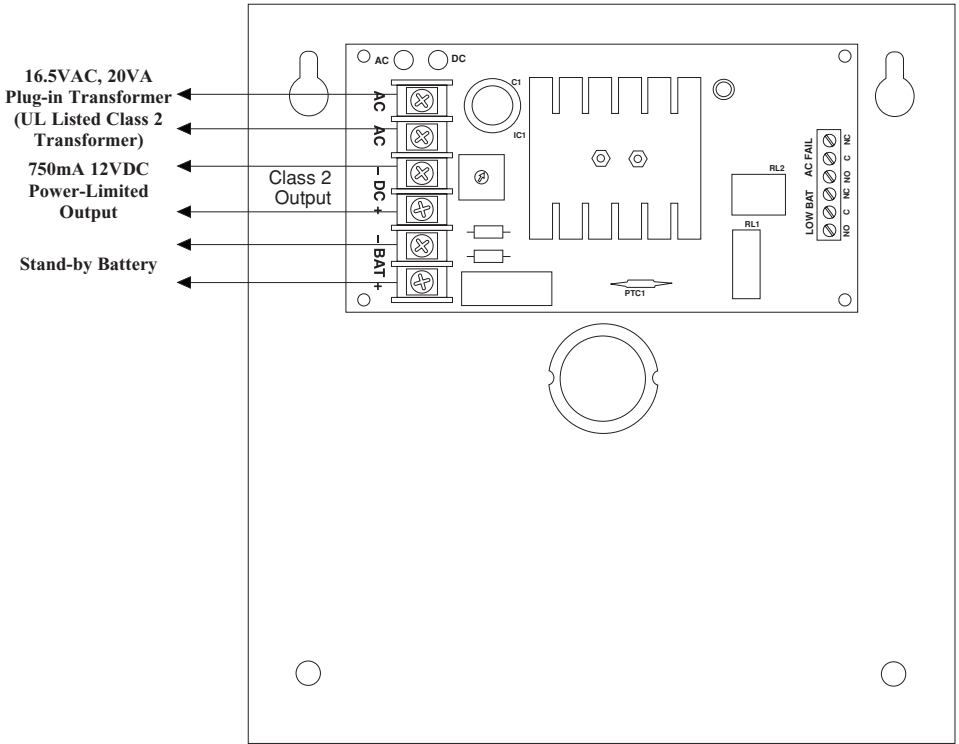 16.5VAC, 20VA
Plug-in Transformer
(UL Listed Class 2
Transformer)
750mA 12VDC
Power-Limited
Output
Stand-by Battery
Class 2
Output
AC
DC
AC
AC
– DC +
– BAT +
C1
IC1
RL2
RL1
PTC1
AC FAIL
LOW BAT
NC
C
NO
NC
C
NO